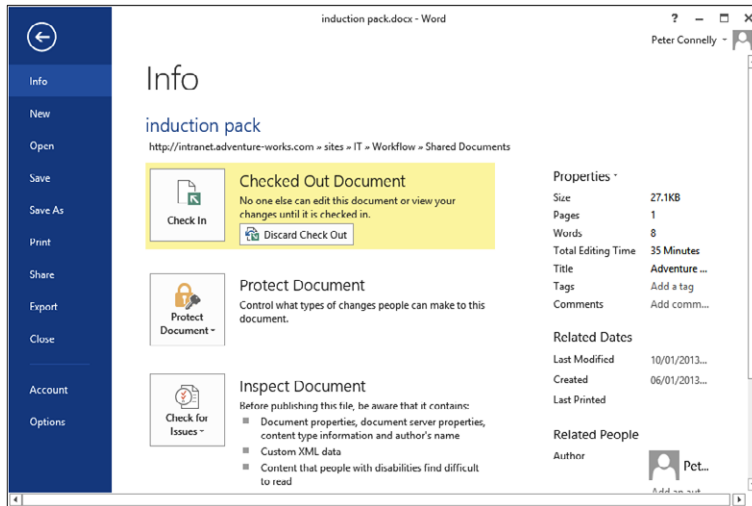 induction pack.docx - Word
?
Peter Connelly
Info
New
Open
Save
Save As
Print
Share
Export
Close
Account
Options
Info
induction pack
http://intranet.adventure-works.com » sites » IT » Workflow » Shared Documents
Check In
Checked Out Document
No one else can edit this document or view your
changes until it is checked in.
Discard Check Out
Protect
Document
Protect Document
Control what types of changes people can make to this
document.
Check for
Issues
Inspect Document
Before publishing this file, be aware that it contains:
Document properties, document server properties,
content type information and author's name
Custom XML data
Content that people with disabilities find difficult
to read
Properties
Size 27.1KB
Pages 1
Words 8
Total Editing Time 35 Minutes
Title Adventure ...
Tags Add a tag
Comments Add comm...
Related Dates
Last Modified 10/01/2013...
Created 06/01/2013...
Last Printed
Related People
Author
Pet...
Add an aut